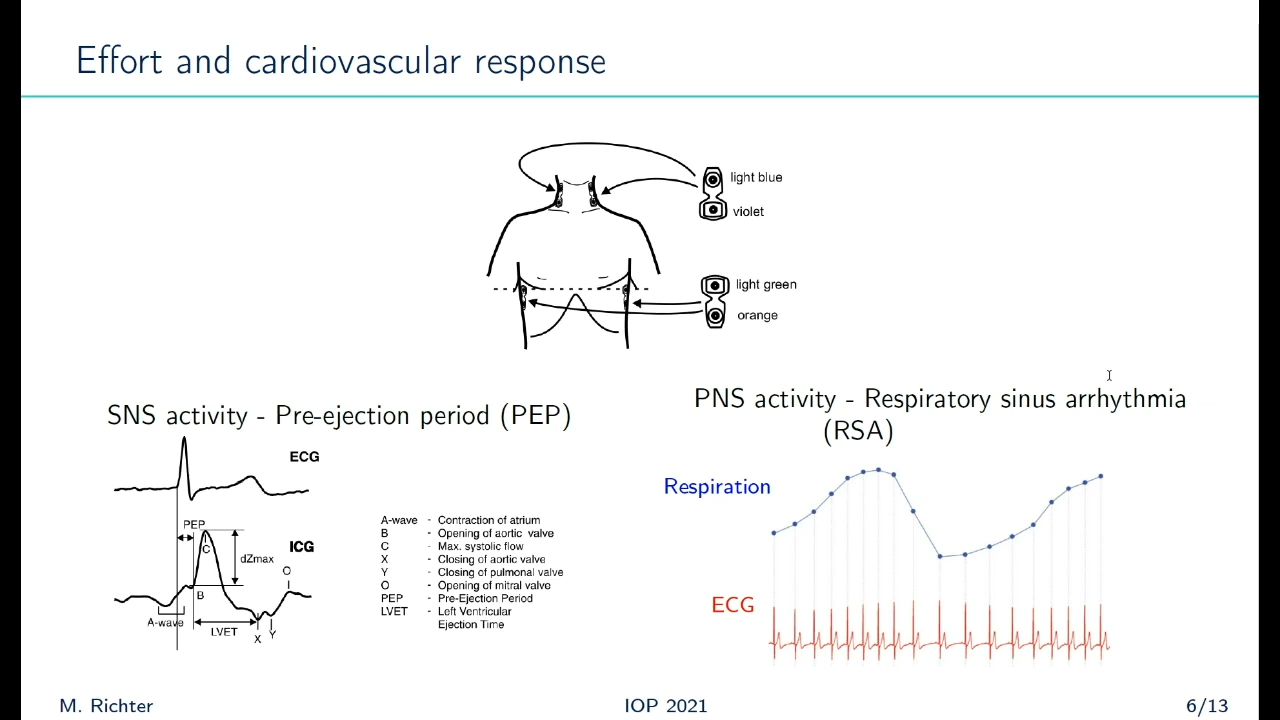 Effort and cardiovascular response
light blue
violet
light green
orange
SNS activity - Pre-ejection period (PEP)
ECG
PEP
C
ICG
dZmax
O
B
A-wave
LVET
X
Y
A-wave - Contraction of atrium
B - Opening of aortic valve
C - Max. systolic flow
X - Closing of aortic valve
Y - Closing of pulmonal valve
O - Opening of mitral valve
PEP - Pre-Ejection Period
LVET - Left Ventricular
Ejection Time
PNS activity - Respiratory sinus arrhythmia
(RSA)
Respiration
ECG
M. Richter
IOP 2021
6/13